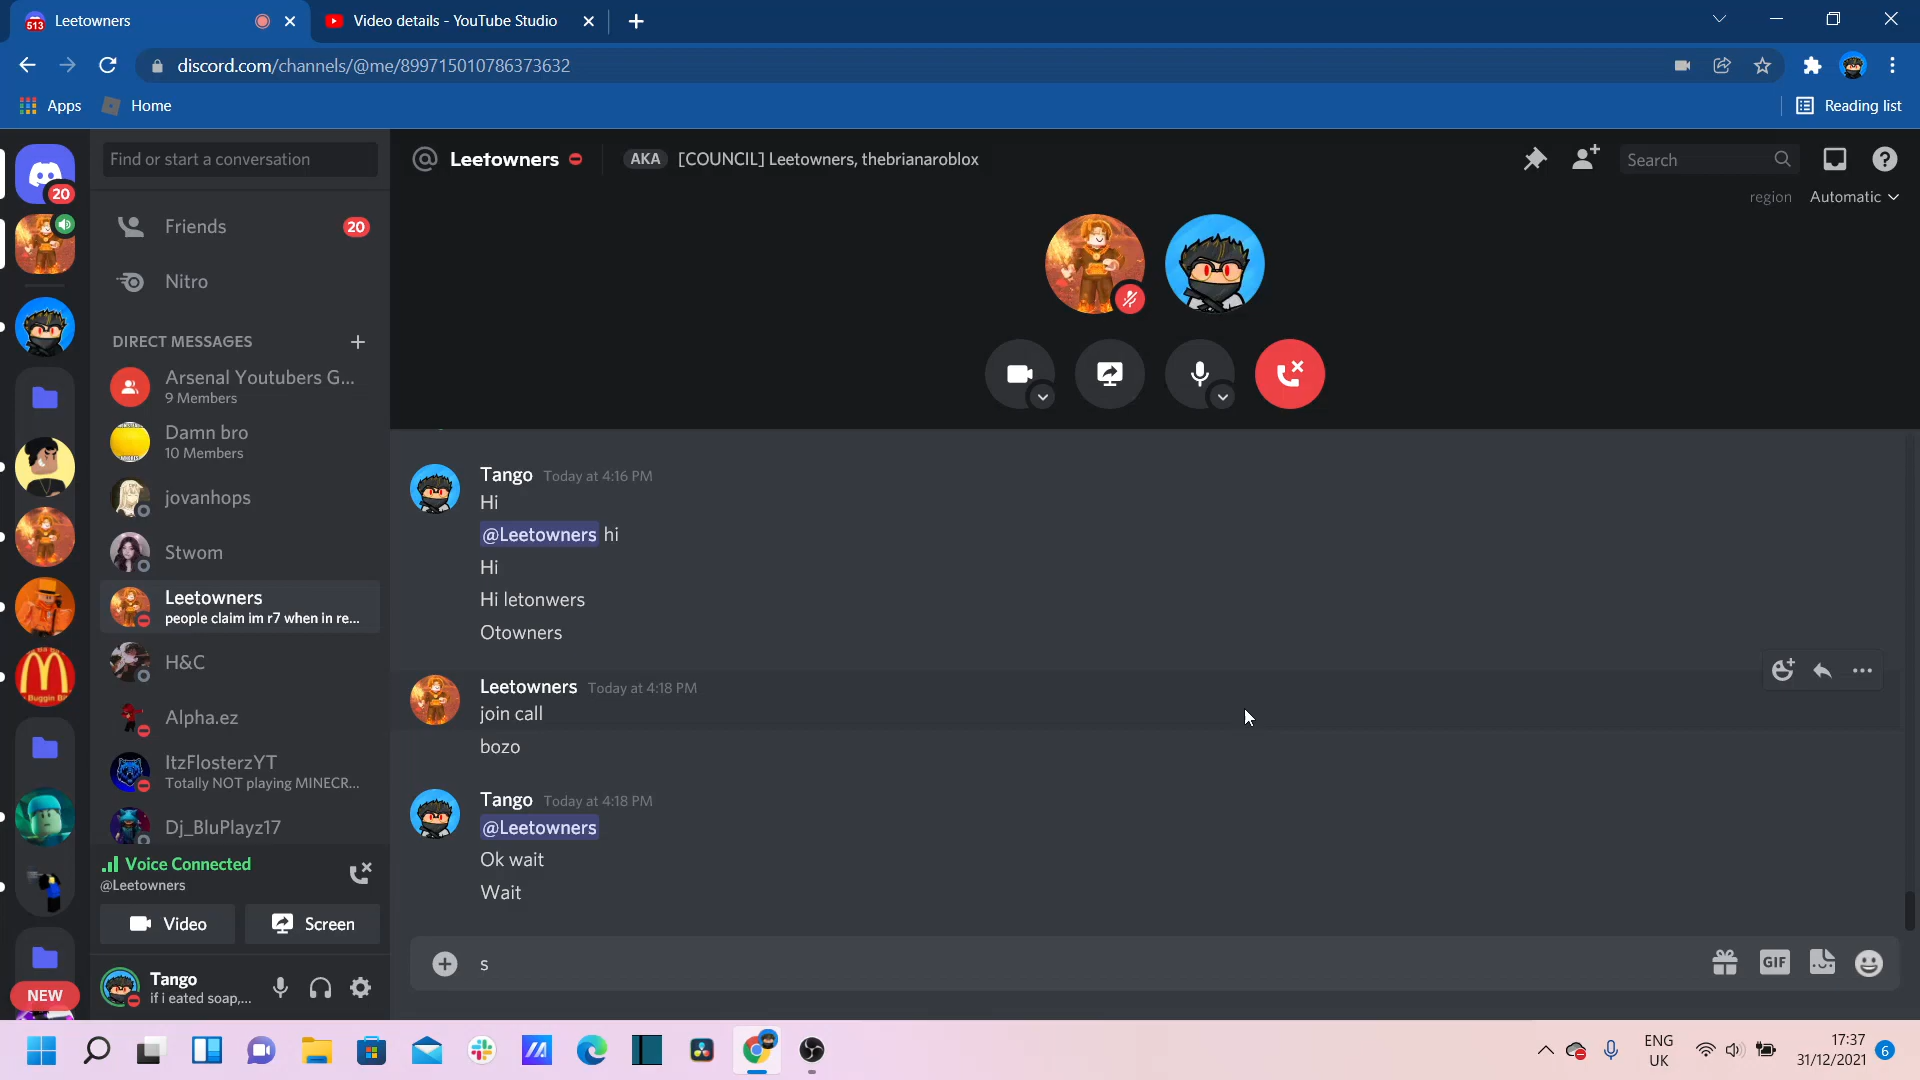 513 Leetowners
Video details - YouTube Studio
discord.com/channels/@me/899715010786373632
Apps
Home
Reading list
Find or start a conversation
@ Leetowners
AKA [COUNCIL] Leetowners, thebrianaroblox
Search
region Automatic
20
Friends 20
Nitro
DIRECT MESSAGES +
Arsenal Youtubers G...
9 Members
Damn bro
10 Members
jovanhops
Stwom
Leetowners
people claim im r7 when in re...
H&C
Alpha.ez
ItzFlosterzYT
Totally NOT playing MINECR...
Dj_BluPlayz17
Voice Connected
@Leetowners
Video
Screen
Tango
if i eated soap,...
NEW
Buggin
Tango Today at 4:16 PM
Hi
@Leetowners hi
Hi
Hi letonwers
Otowners
Leetowners Today at 4:18 PM
join call
bozo
Tango Today at 4:18 PM
@Leetowners
Ok wait
Wait
s
GIF
ENG
UK
17:37
31/12/2021
6